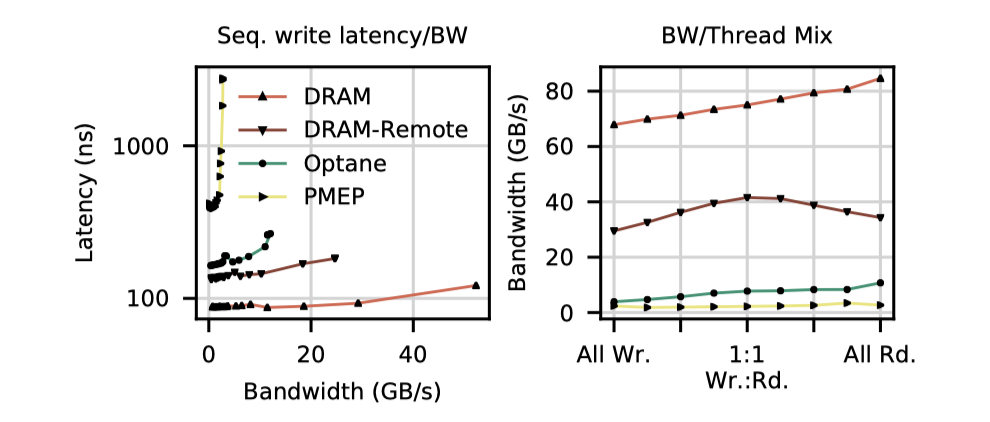 Seq. write latency/BW
Latency (ns)
1000
100
DRAM
DRAM-Remote
Optane
PMEP
0 20 40
Bandwidth (GB/s)
BW/Thread Mix
Bandwidth (GB/s)
80
60
40
20
0
All Wr. 1:1 All Rd.
Wr.:Rd.